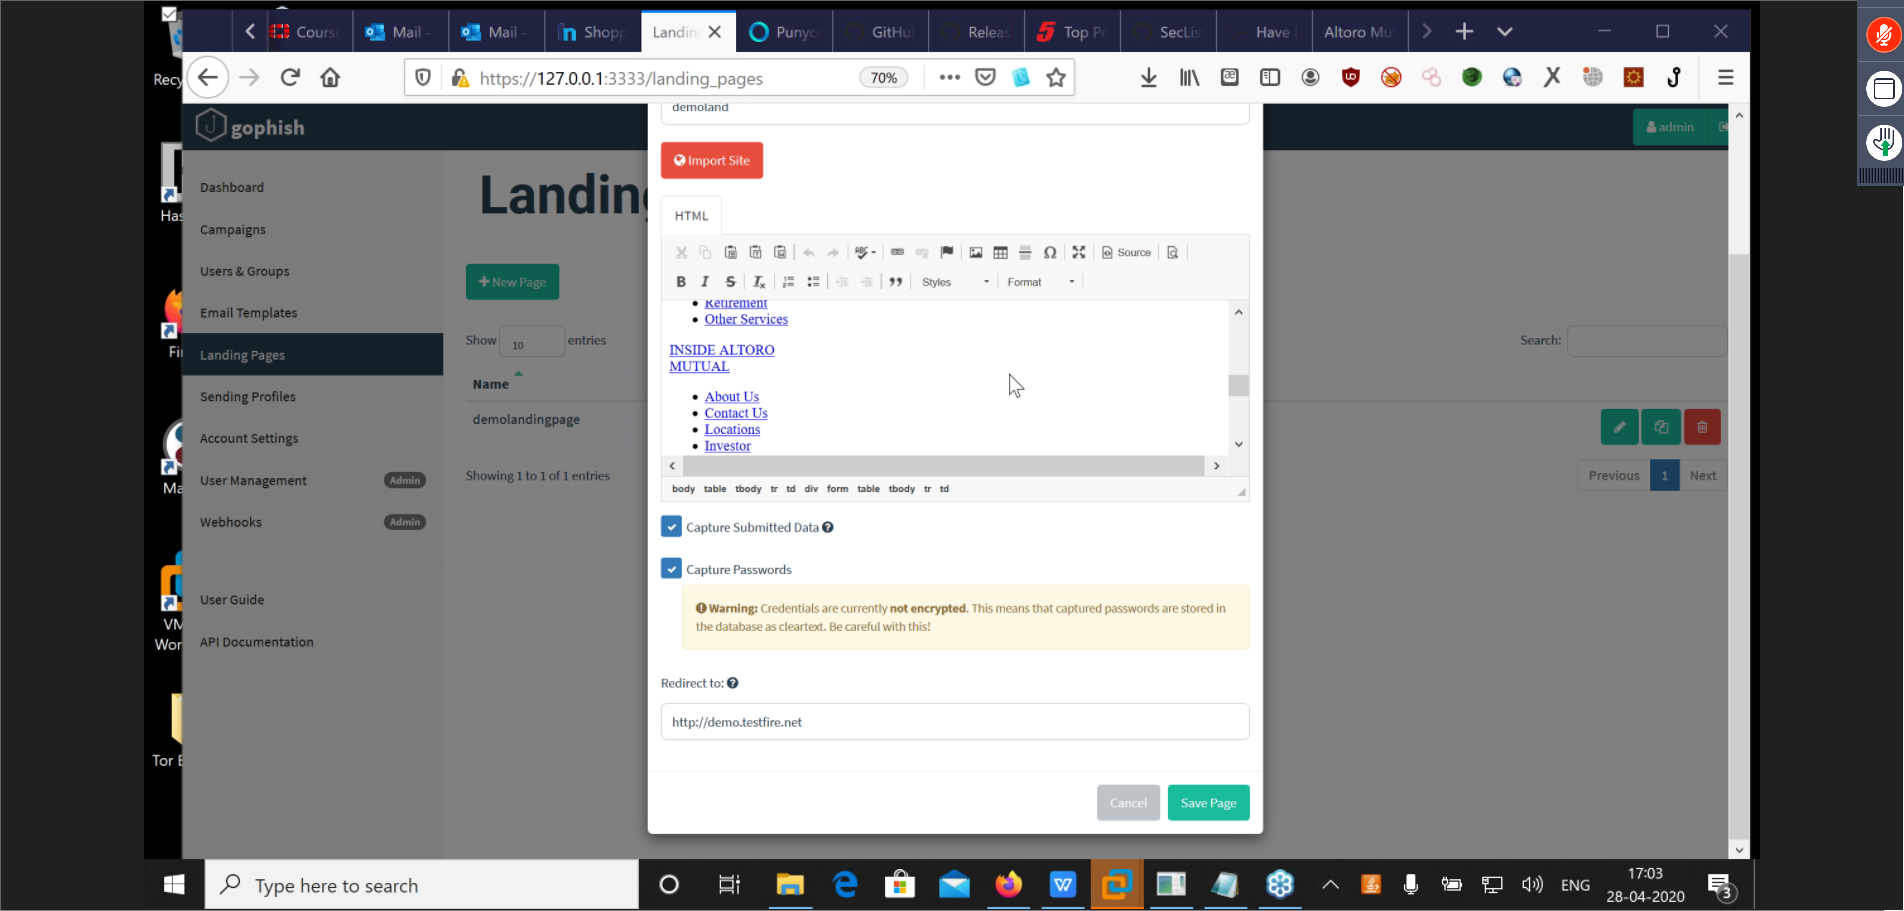 Recyc
Has
Fi
Ma
VM
Wor
Tor B
Cours
Mail -
Mail -
in Shopp
Landin
Punyc
GitHu
Releas
5 Top Pe
SecLis
Have
Altoro Mu
https://127.0.0.1:3333/landing_pages
70%
gophish
admin
Dashboard
Campaigns
Users & Groups
Email Templates
Landing Pages
Sending Profiles
Account Settings
User Management Admin
Webhooks Admin
User Guide
API Documentation
Landing
New Page
Show 10 entries
Search:
Name
demolandingpage
Showing 1 to 1 of 1 entries
Previous 1 Next
demoland
Import Site
HTML
Source
B I S Tx
Styles
Format
Retirement
Other Services
INSIDE ALTORO
MUTUAL
About Us
Contact Us
Locations
Investor
body table tbody tr td div form table tbody tr td
Capture Submitted Data
Capture Passwords
Warning: Credentials are currently not encrypted. This means that captured passwords are stored in
the database as cleartext. Be careful with this!
Redirect to:
http://demo.testfire.net
Cancel
Save Page
Type here to search
ENG
17:03
28-04-2020
3